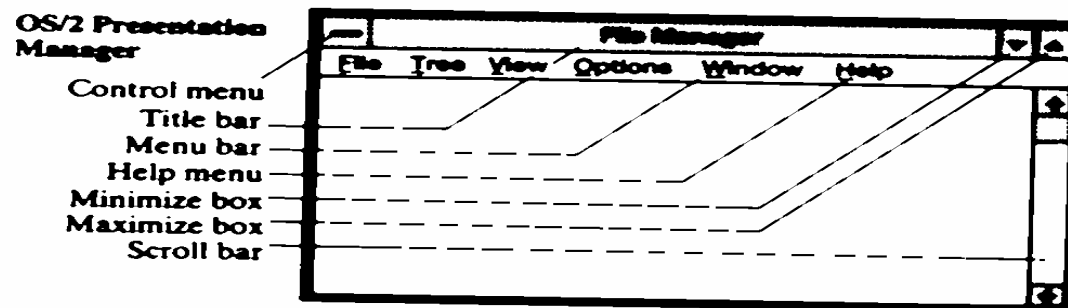 OS/2 Presentation
Manager
File Manager
File Tree View Options Window Help
Control menu
Title bar
Menu bar
Help menu
Minimize box
Maximize box
Scroll bar